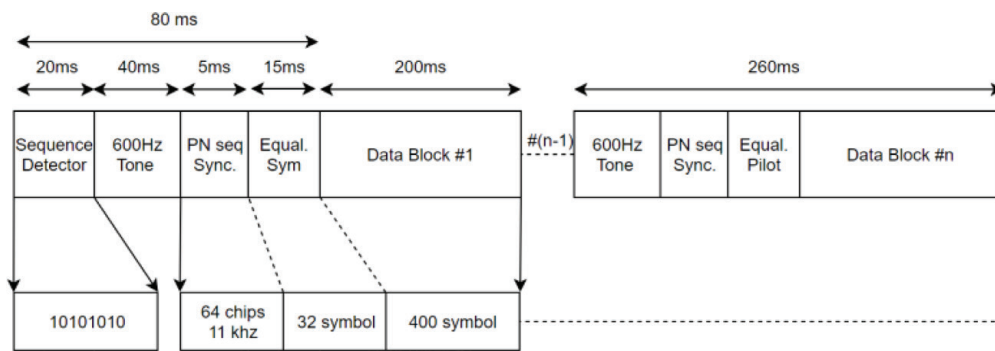 80 ms
20ms
40ms
5ms
15ms
200ms
260ms
Sequence
Detector
600Hz
Tone
PN seq
Sync.
Equal.
Sym
Data Block #1
#(n-1)
600Hz
Tone
PN seq
Sync.
Equal.
Pilot
Data Block #n
10101010
64 chips
11 khz
32 symbol
400 symbol